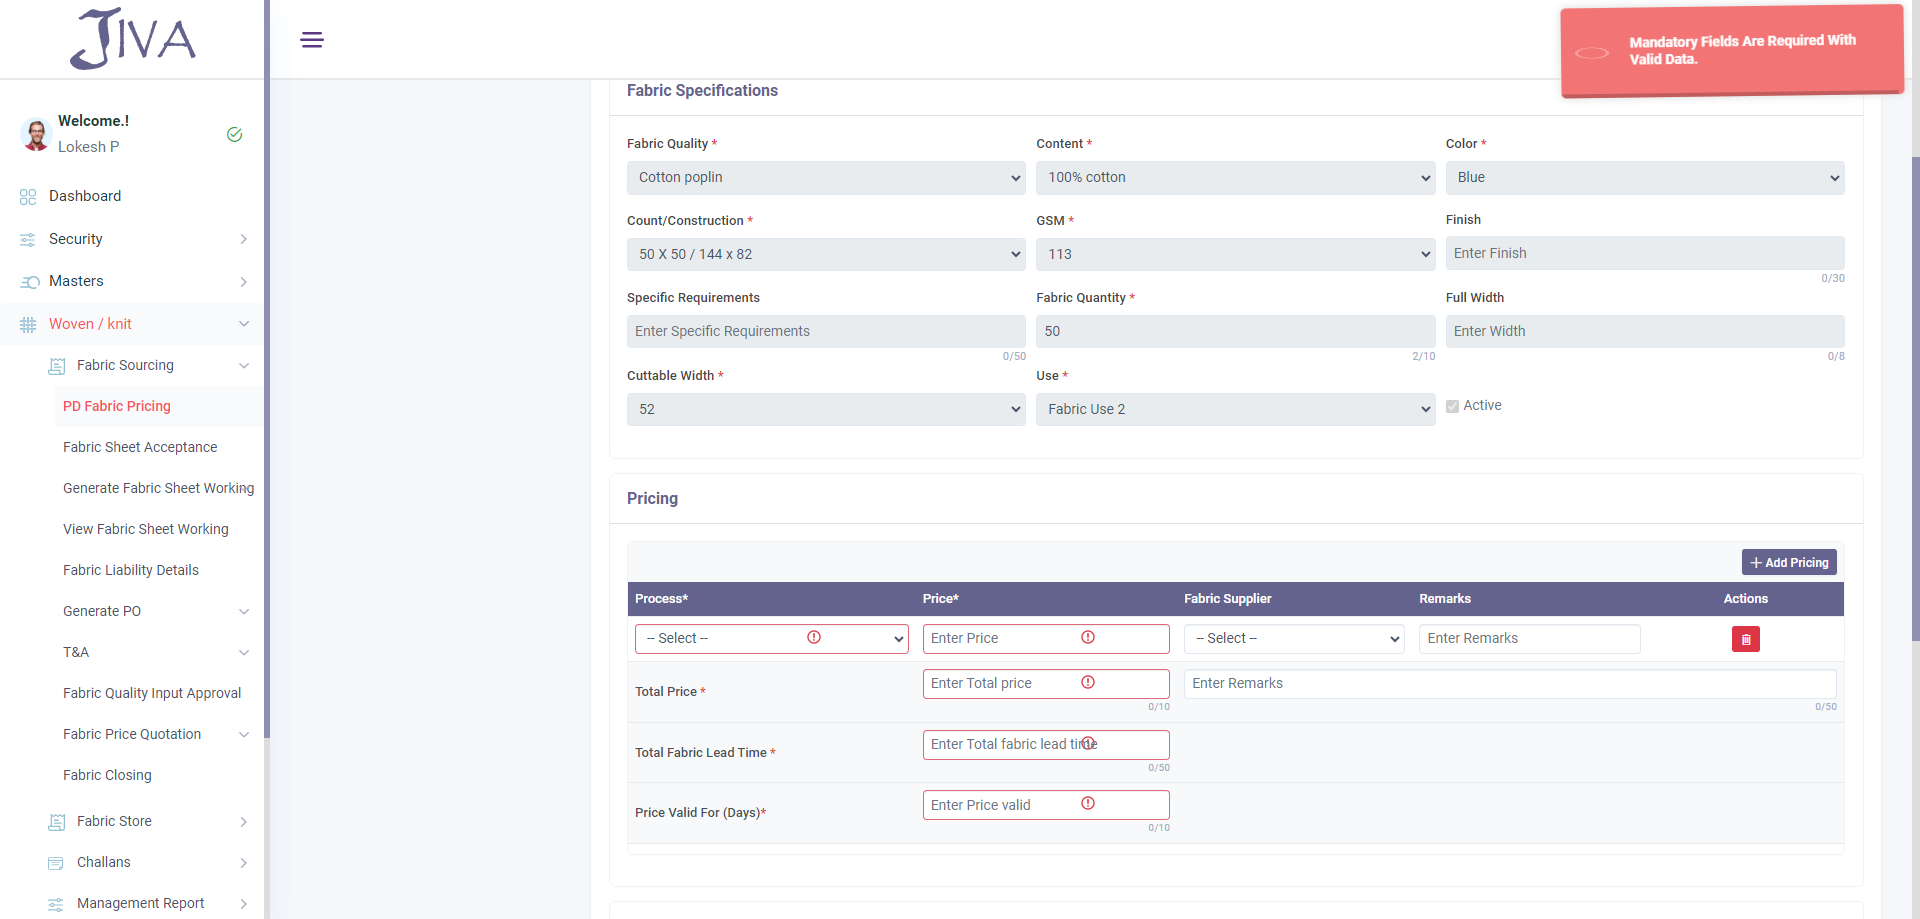 JIVA
Mandatory Fields Are Required With
Valid Data.
Welcome.!
Lokesh P
Dashboard
Security
Masters
Woven / knit
Fabric Sourcing
PD Fabric Pricing
Fabric Sheet Acceptance
Generate Fabric Sheet Working
View Fabric Sheet Working
Fabric Liability Details
Generate PO
T&A
Fabric Quality Input Approval
Fabric Price Quotation
Fabric Closing
Fabric Store
Challans
Management Report
Fabric Specifications
Fabric Quality * Content * Color *
Cotton poplin 100% cotton Blue
Count/Construction * GSM * Finish
50 X 50 / 144 x 82 113 Enter Finish
0/30
Specific Requirements Fabric Quantity * Full Width
Enter Specific Requirements 50 Enter Width
0/50 2/10 0/8
Cuttable Width * Use *
52 Fabric Use 2 Active
Pricing
+ Add Pricing
Process* Price* Fabric Supplier Remarks Actions
-- Select -- Enter Price -- Select -- Enter Remarks
Total Price * Enter Total price Enter Remarks
0/10 0/50
Total Fabric Lead Time * Enter Total fabric lead time
0/50
Price Valid For (Days)* Enter Price valid
0/10